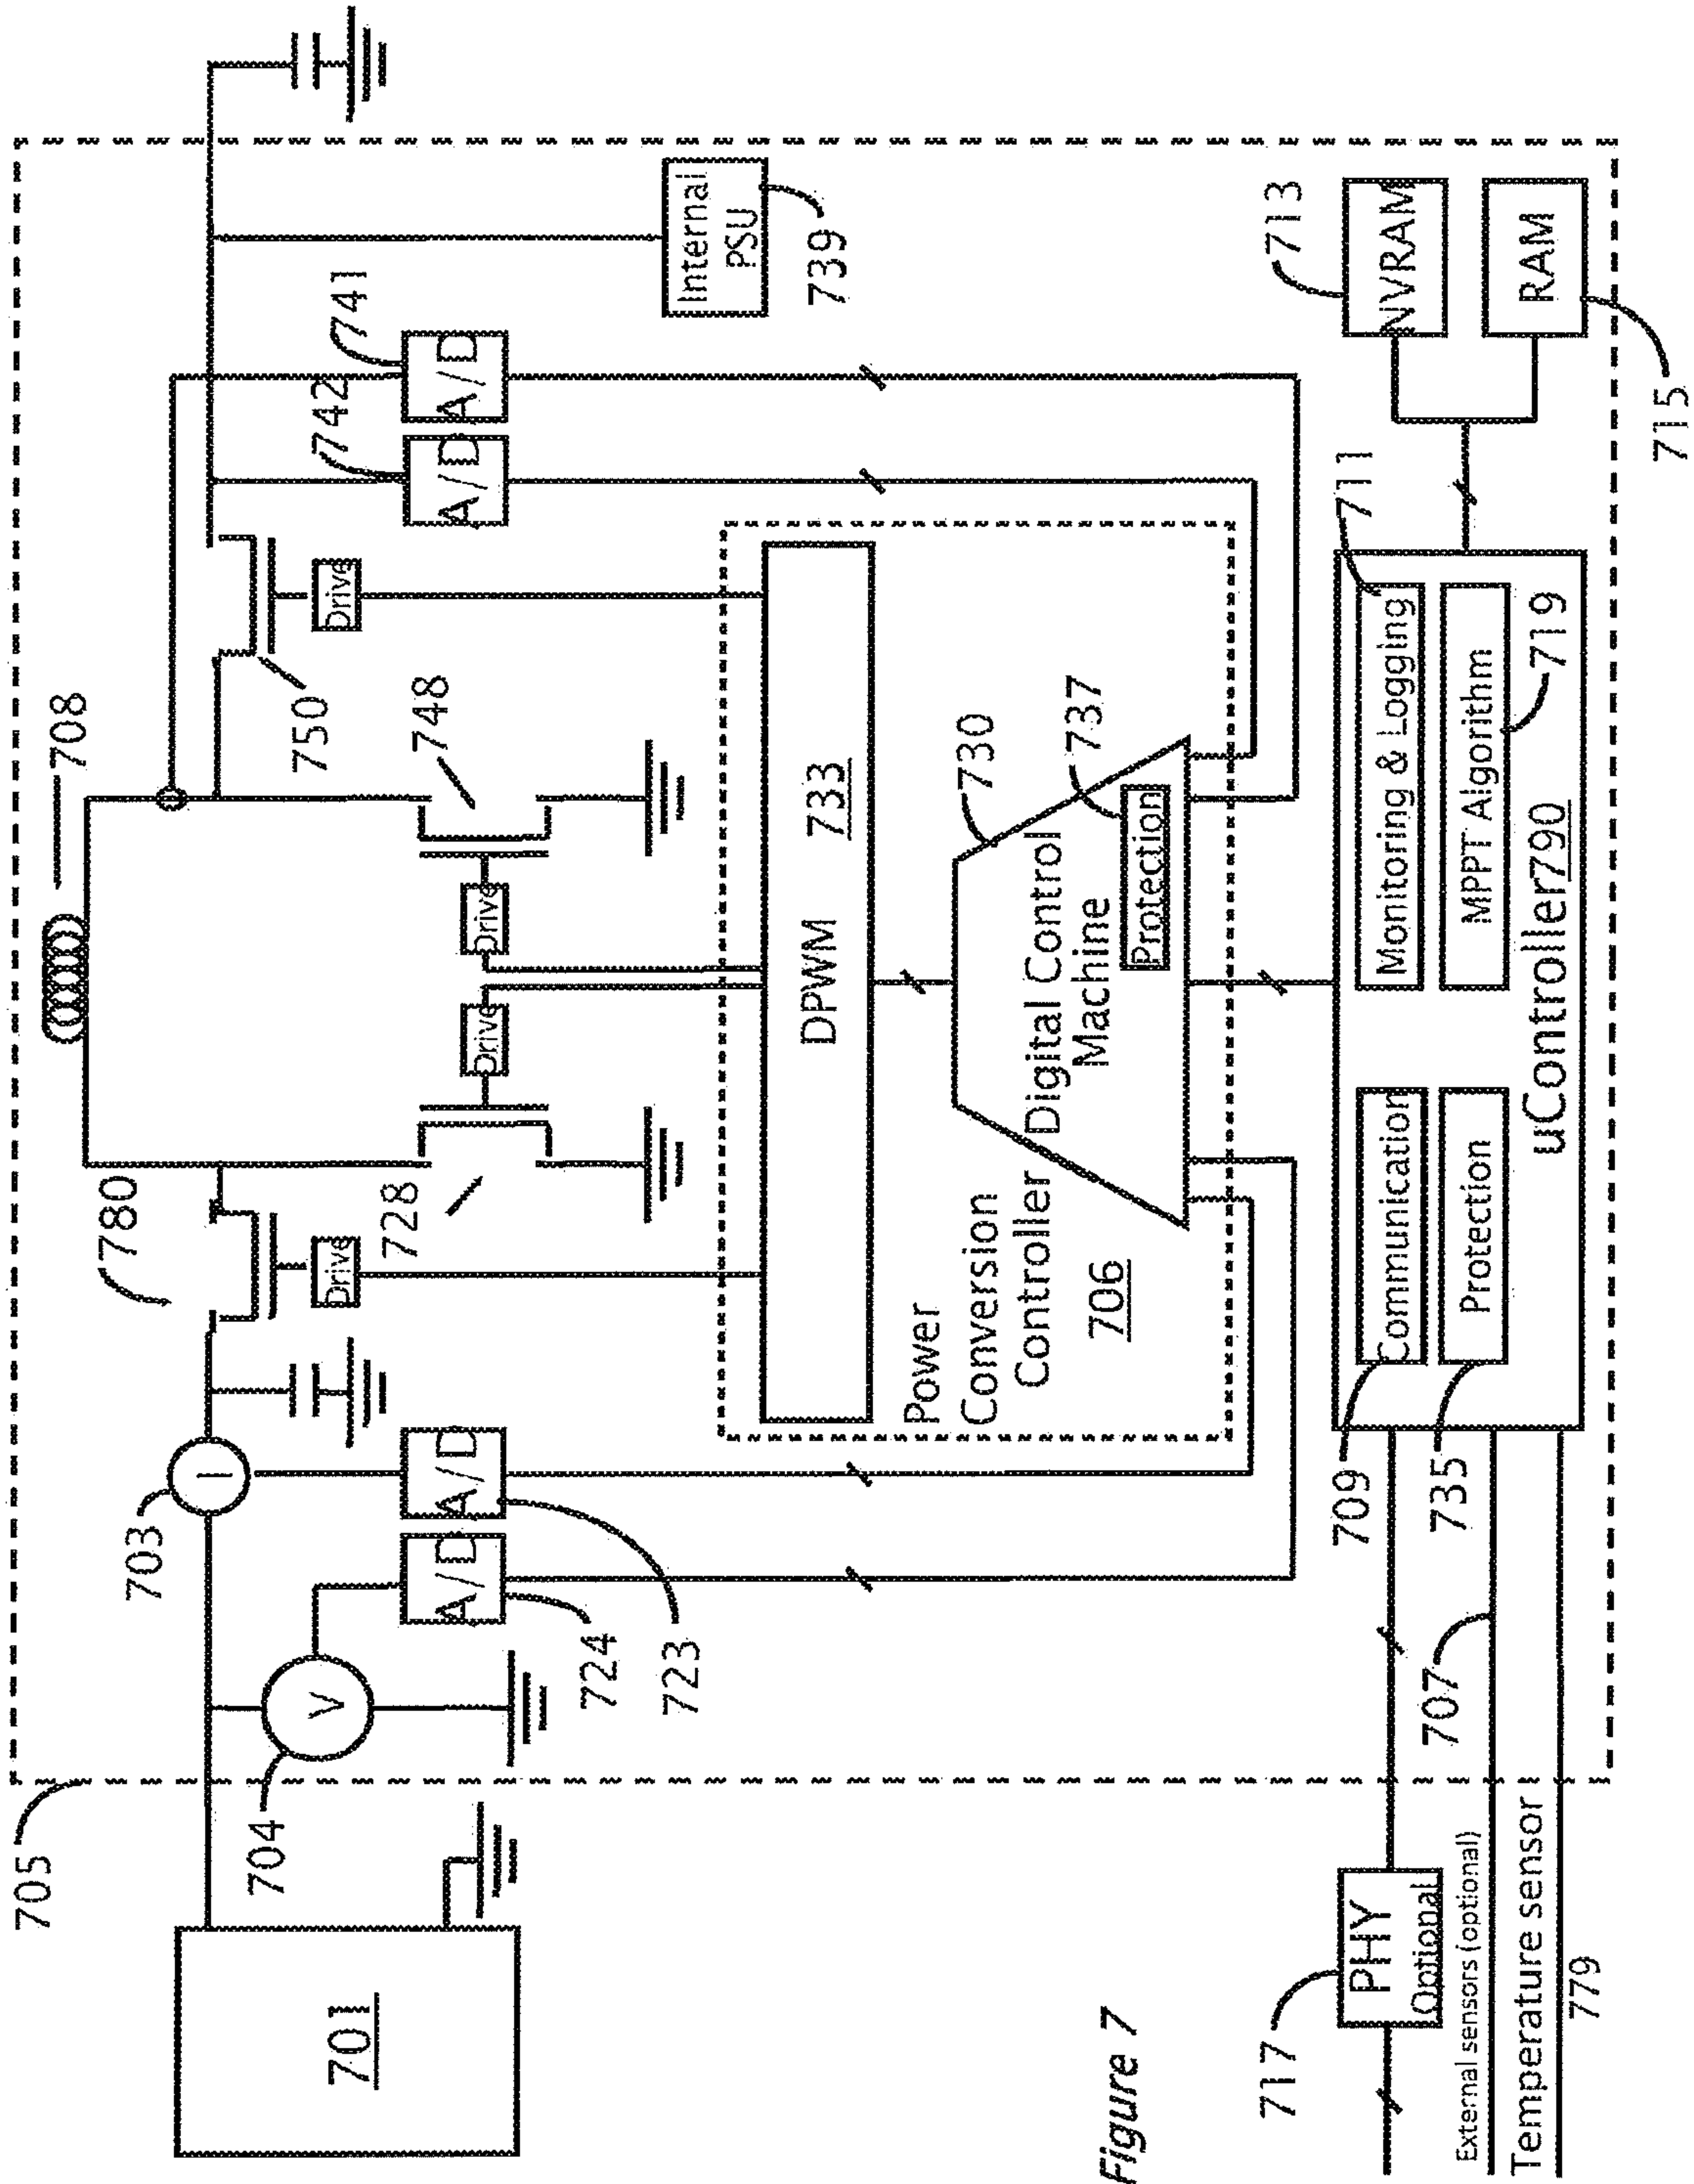 705
701
704
703
780
708
728
750
748
742
741
A/D
A/D
A/D
A/D
724
723
Drive
Drive
Drive
Drive
Internal
PSU
739
DPWM
733
Power
Conversion
Controller
706
Digital Control
Machine
730
737
Protection
I
V
Figure 7
717
PHY
Optional
External sensors (optional)
Temperature sensor
779
707
709
735
Communication
Protection
Monitoring & Logging
MPPT Algorithm
uController790
711
719
713
NVRAM
RAM
715